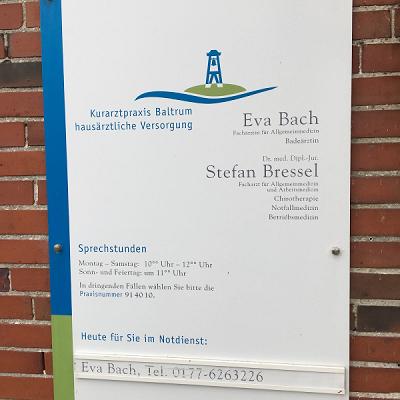 Kurarztpraxis Baltrum
hausärztliche Versorgung
Eva Bach
Fachärztin für Allgemeinmedizin
Badeärztin
Dr. med. Dipl.-Jur.
Stefan Bressel
Facharzt für Allgemeinmedizin
und Arbeitsmedizin
Chirotherapie
Notfallmedizin
Betriebsmedizin
Sprechstunden
Montag – Samstag: 10⁰⁰ Uhr – 12⁰⁰ Uhr
Sonn- und Feiertag: um 11⁰⁰ Uhr
In dringenden Fällen wählen Sie bitte die
Praxisnummer 91 40 10.
Heute für Sie im Notdienst:
Eva Bach, Tel. 0177-6263226